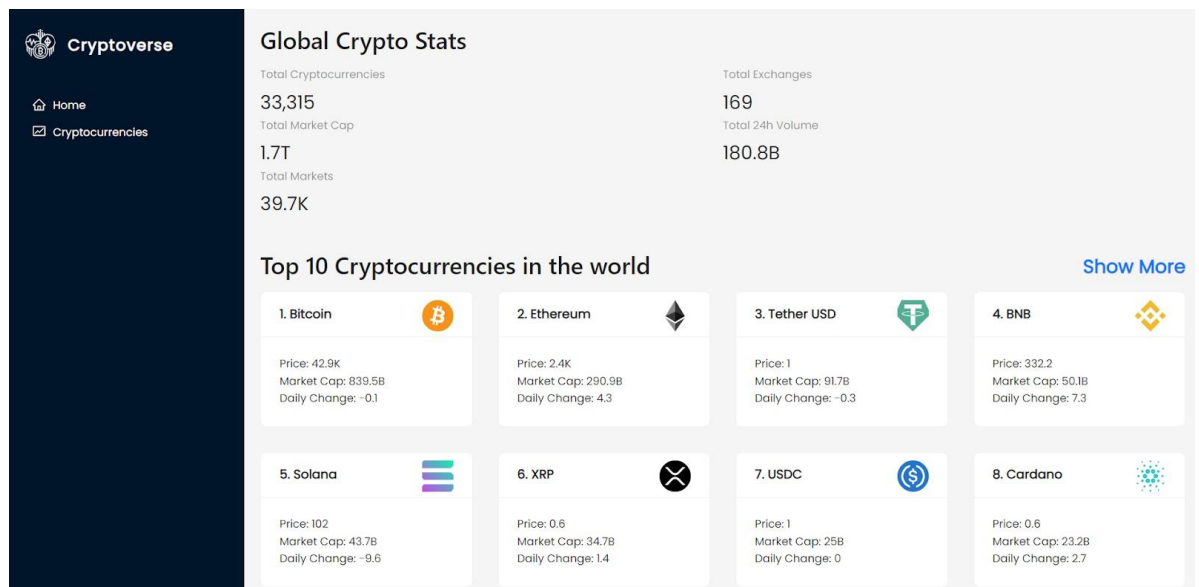 Cryptoverse
Home
Cryptocurrencies
Global Crypto Stats
Total Cryptocurrencies
33,315
Total Exchanges
169
Total Market Cap
1.7T
Total 24h Volume
180.8B
Total Markets
39.7K
Top 10 Cryptocurrencies in the world
Show More
1. Bitcoin
Price: 42.9K
Market Cap: 839.5B
Daily Change: -0.1
2. Ethereum
Price: 2.4K
Market Cap: 290.9B
Daily Change: 4.3
3. Tether USD
Price: 1
Market Cap: 91.7B
Daily Change: -0.3
4. BNB
Price: 332.2
Market Cap: 50.1B
Daily Change: 7.3
5. Solana
Price: 102
Market Cap: 43.7B
Daily Change: -9.6
6. XRP
Price: 0.6
Market Cap: 34.7B
Daily Change: 1.4
7. USDC
Price: 1
Market Cap: 25B
Daily Change: 0
8. Cardano
Price: 0.6
Market Cap: 23.2B
Daily Change: 2.7